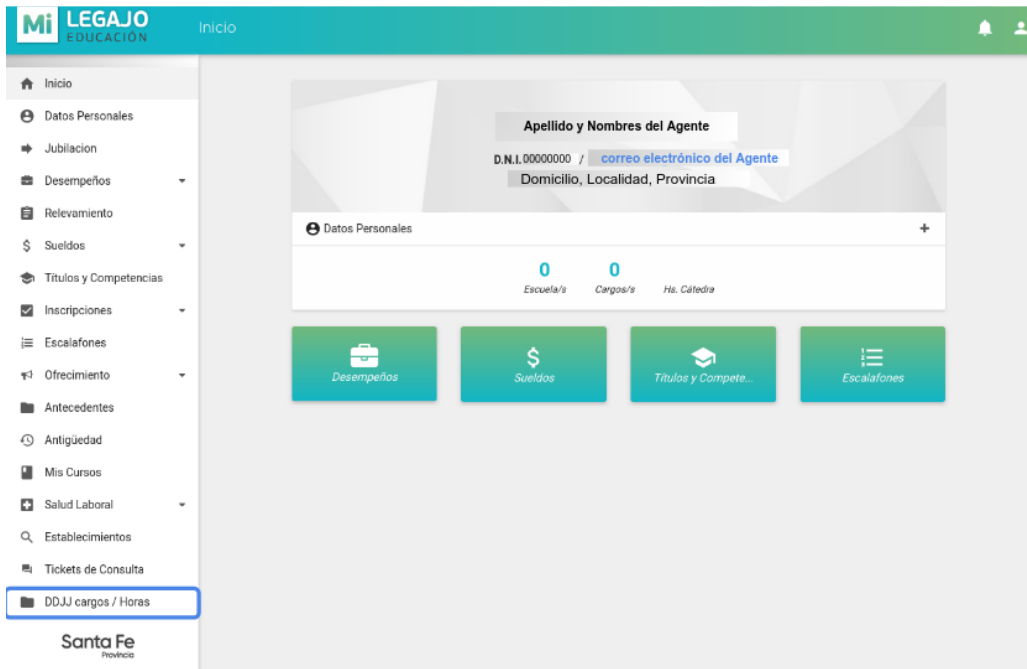 Mi LEGAJO
EDUCACIÓN
Inicio
Inicio
Datos Personales
Jubilacion
Desempeños
Relevamiento
Sueldos
Títulos y Competencias
Inscripciones
Escalafones
Ofrecimiento
Antecedentes
Antigüedad
Mis Cursos
Salud Laboral
Establecimientos
Tickets de Consulta
DDJJ cargos / Horas
Santa Fe
Provincia
Apellido y Nombres del Agente
D.N.I. 00000000 / correo electrónico del Agente
Domicilio, Localidad, Provincia
Datos Personales +
0 0
Escuela/s Cargos/s Hs. Cátedra
Desempeños
Sueldos
Títulos y Compete...
Escalafones